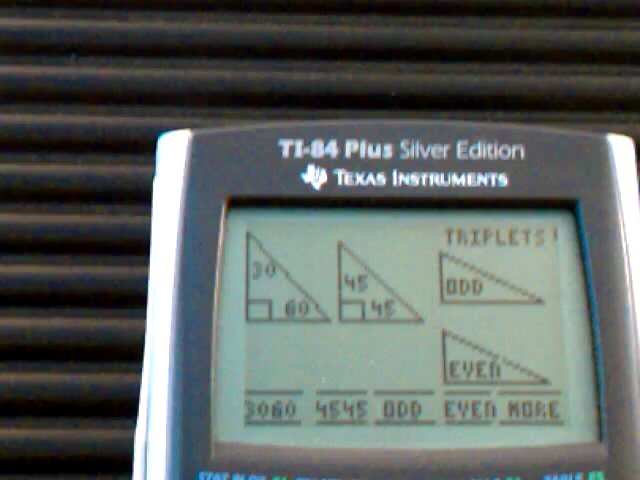 TI-84 Plus Silver Edition
TEXAS INSTRUMENTS
TRIPLETS!
30
60
45
45
ODD
EVEN
3060 4545 ODD EVEN MORE